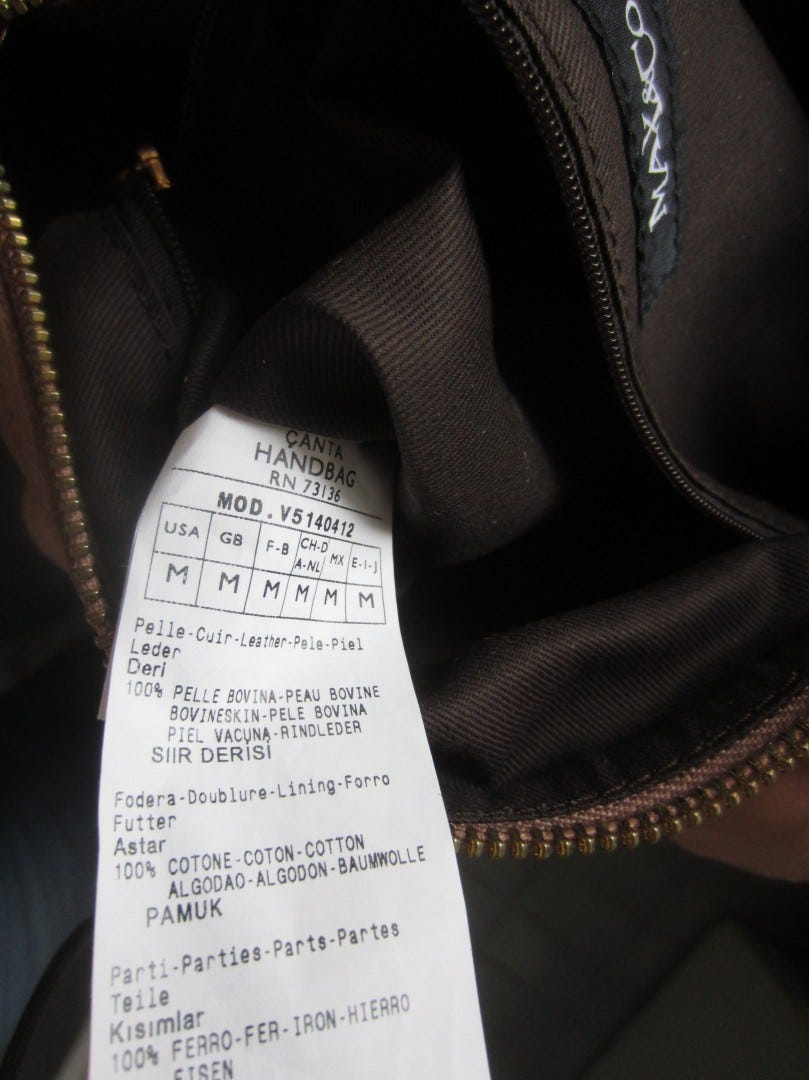 MAX&CO
ÇANTA
HANDBAG
RN 73136
MOD.V5140412
USA GB F-B CH-D A-NL MX E-I-J
M M M M M M
Pelle-Cuir-Leather-Pele-Piel
Leder
Deri
100% PELLE BOVINA-PEAU BOVINE
BOVINESKIN-PELE BOVINA
PIEL VACUNA-RINDLEDER
SIIR DERISI
Fodera-Doublure-Lining-Forro
Futter
Astar
100% COTONE-COTON-COTTON
ALGODAO-ALGODON-BAUMWOLLE
PAMUK
Parti-Parties-Parts-Partes
Teile
Kısımlar
100% FERRO-FER-IRON-HIERRO
EISEN